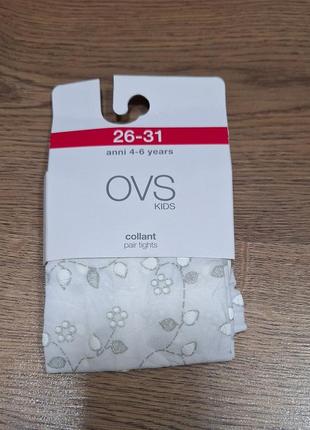 26-31
anni 4-6 years
OVS
KIDS
collant
pair tights